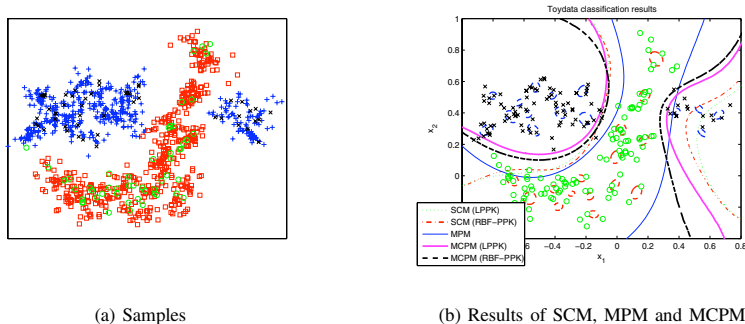 Toydata classification results
1
0.8
0.6
0.4
0.2
0
x2
SCM (LPPK)
SCM (RBF-PPK)
MPM
MCPM (LPPK)
MCPM (RBF-PPK)
0 0.2 0.4 0.6 0.8
x1
(a) Samples
(b) Results of SCM, MPM and MCPM